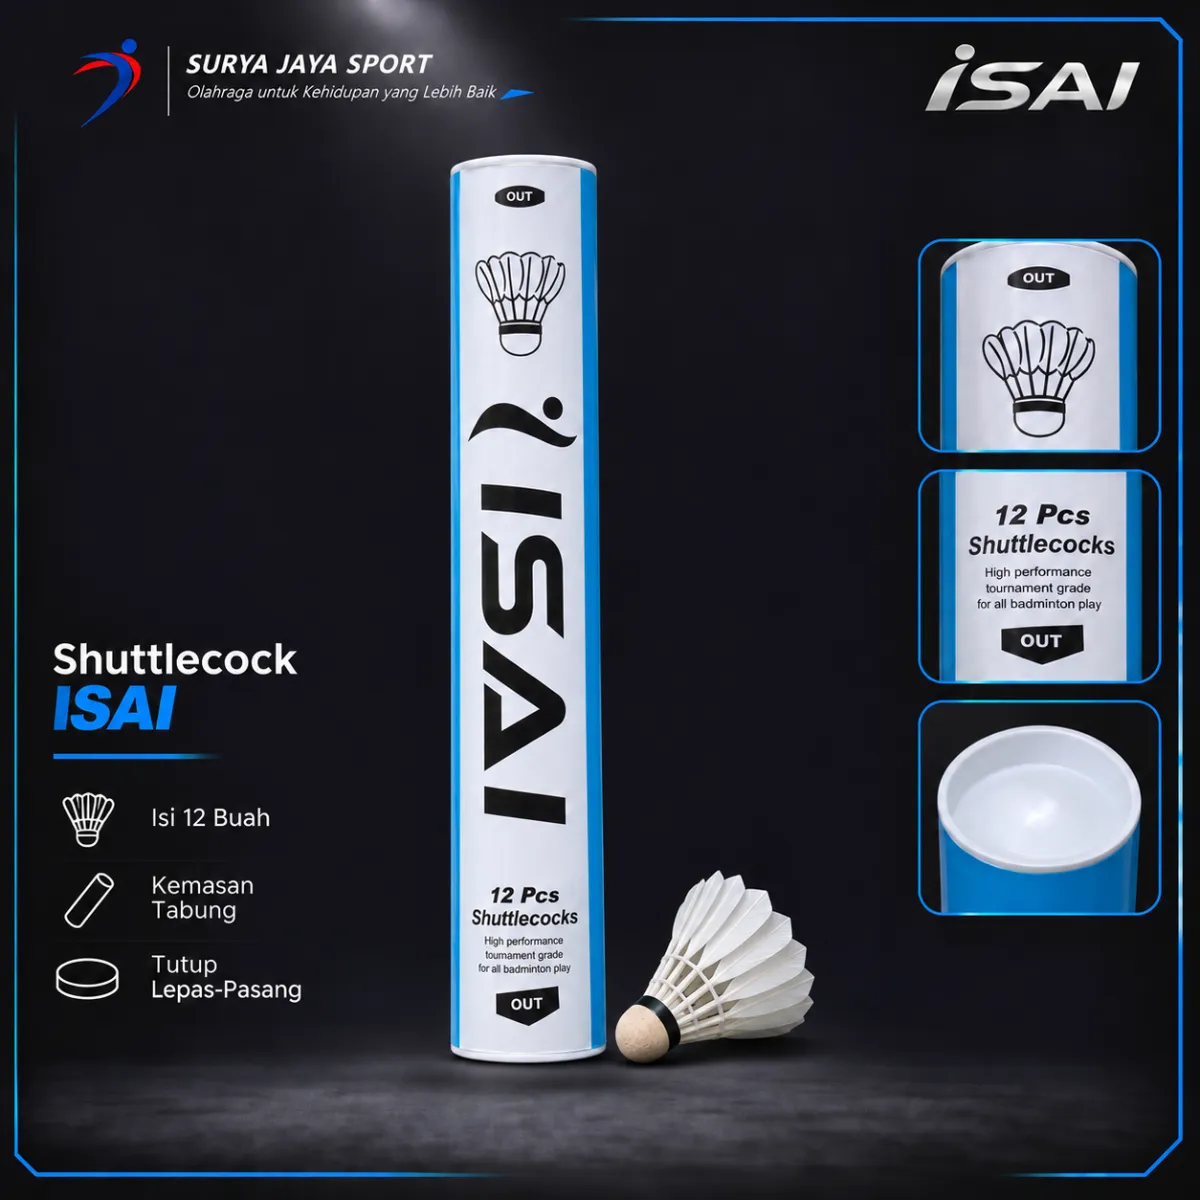 SURYA JAYA SPORT
Olahraga untuk Kehidupan yang Lebih Baik
iSAI
OUT
ISAI
12 Pcs
Shuttlecocks
High performance
tournament grade
for all badminton play
OUT
OUT
12 Pcs
Shuttlecocks
High performance
tournament grade
for all badminton play
OUT
Shuttlecock
ISAI
Isi 12 Buah
Kemasan
Tabung
Tutup
Lepas-Pasang